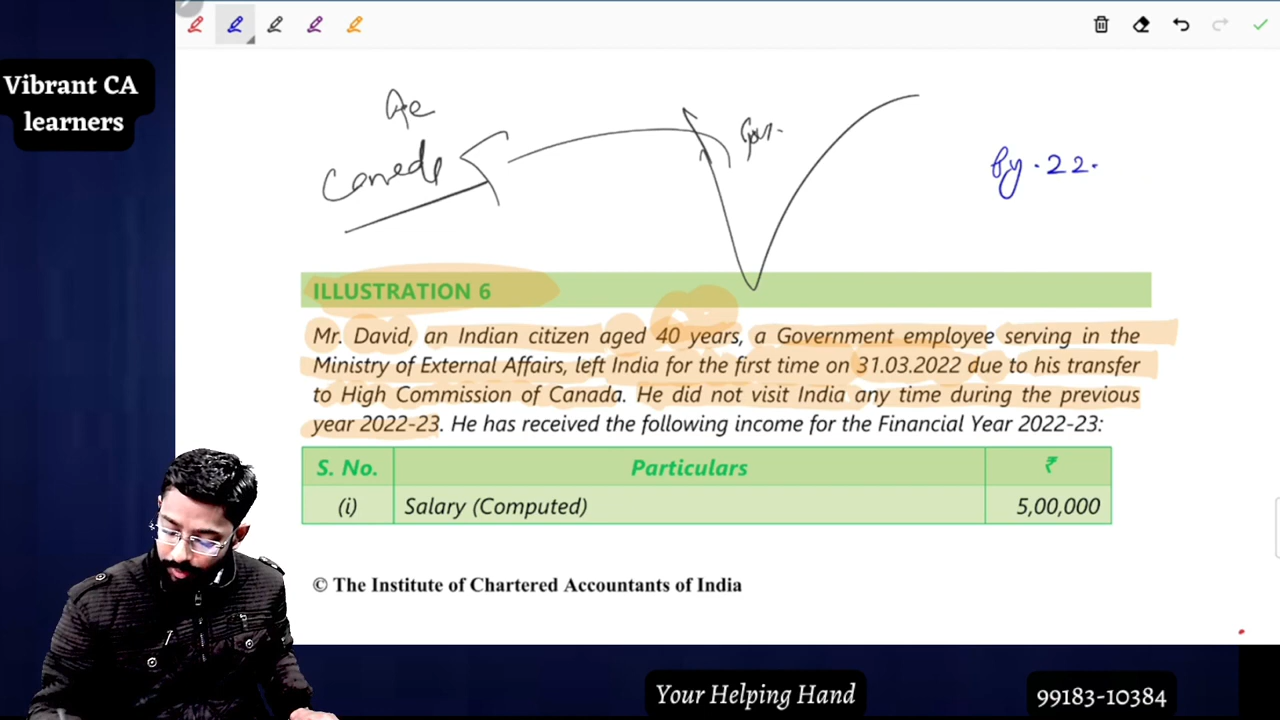 Vibrant CA
learners
Canada
Gov.
Py. 22.
ILLUSTRATION 6
Mr. David, an Indian citizen aged 40 years, a Government employee serving in the
Ministry of External Affairs, left India for the first time on 31.03.2022 due to his transfer
to High Commission of Canada. He did not visit India any time during the previous
year 2022-23. He has received the following income for the Financial Year 2022-23:
S. No. Particulars ₹
(i) Salary (Computed) 5,00,000
© The Institute of Chartered Accountants of India
Your Helping Hand
99183-10384